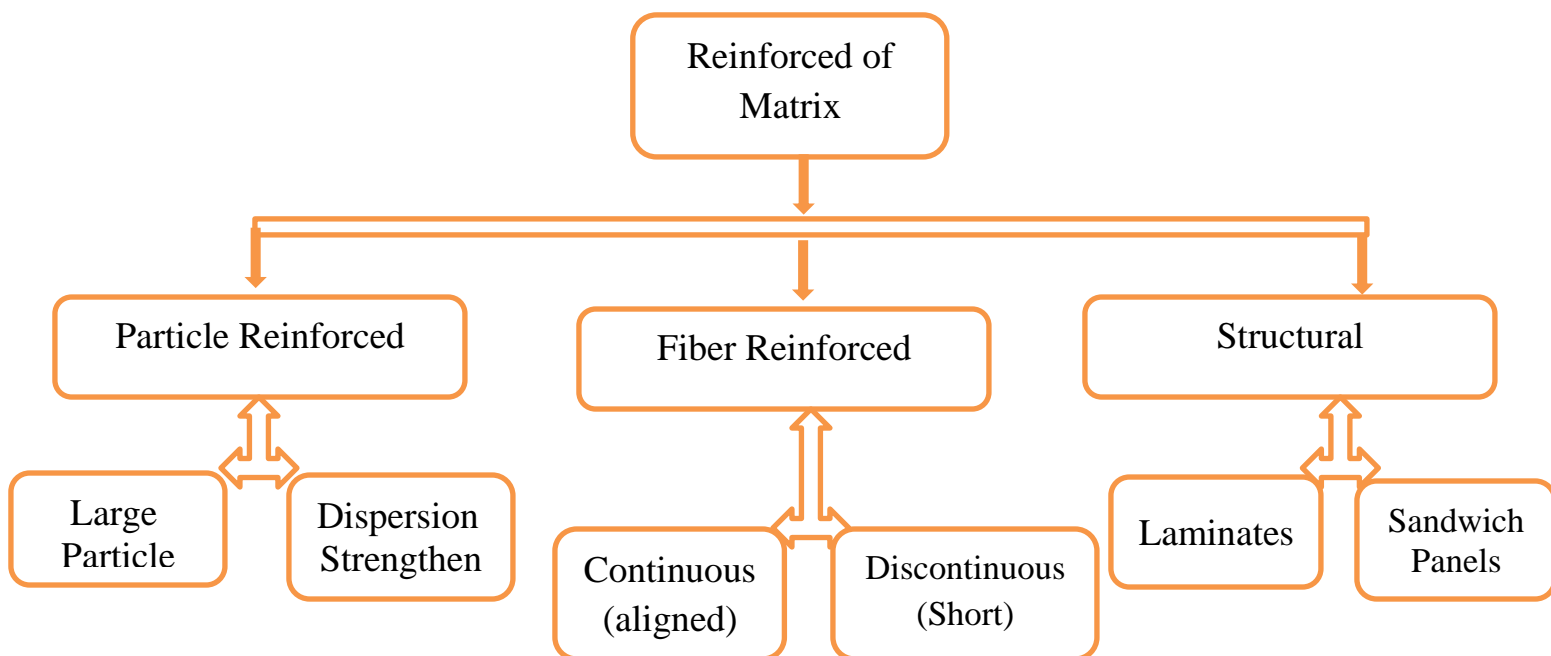 Reinforced of
Matrix
Particle Reinforced
Fiber Reinforced
Structural
Large
Particle
Dispersion
Strengthen
Continuous
(aligned)
Discontinuous
(Short)
Laminates
Sandwich
Panels